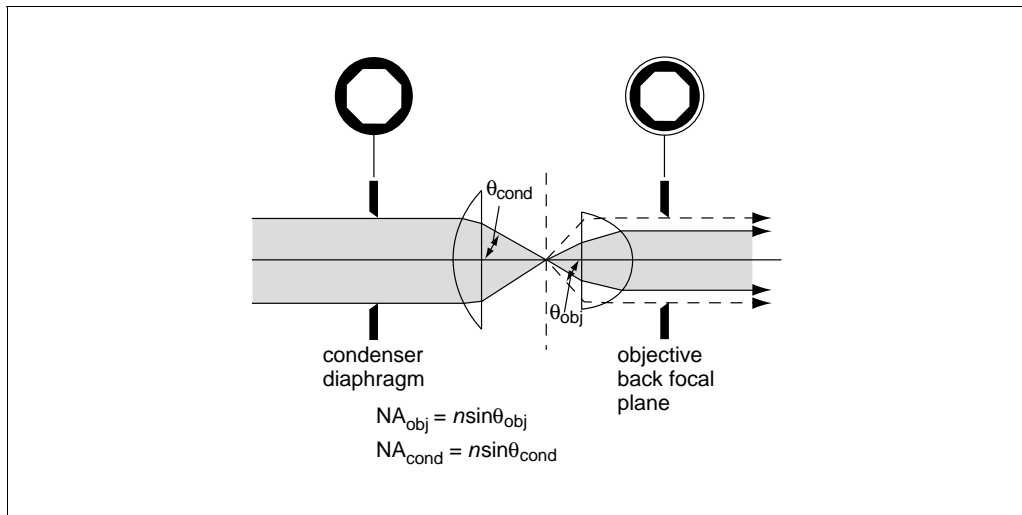 θcond
θobj
condenser
diaphragm
objective
back focal
plane
NAobj = nsinθobj
NAcond = nsinθcond